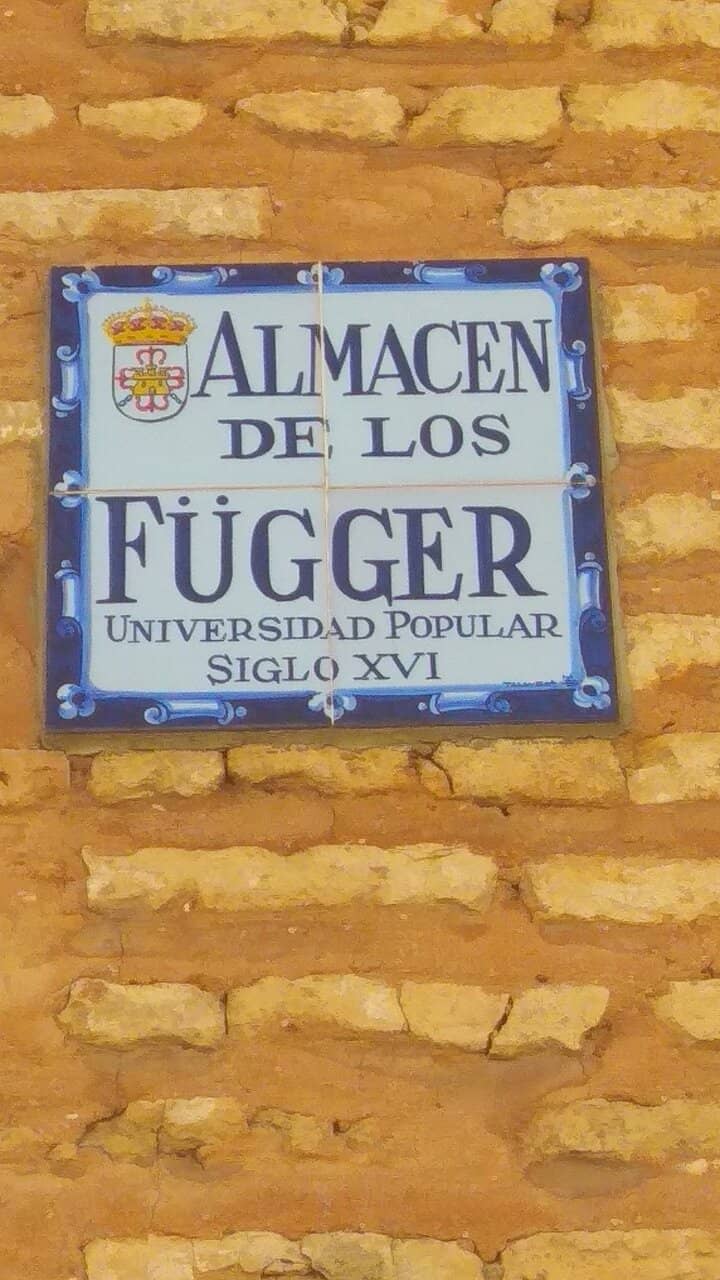 ALMACEN
DE LOS
FÜGGER
UNIVERSIDAD POPULAR
SIGLO XVI